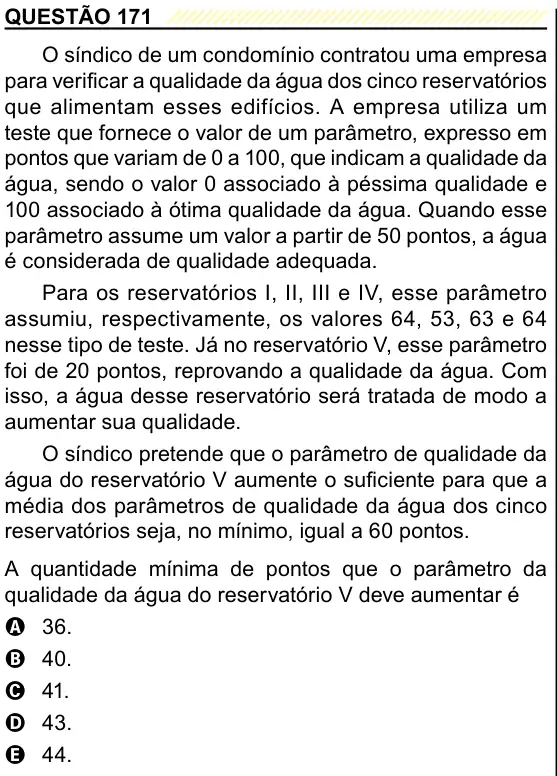 QUESTÃO 171
O síndico de um condomínio contratou uma empresa
para verificar a qualidade da água dos cinco reservatórios
que alimentam esses edifícios. A empresa utiliza um
teste que fornece o valor de um parâmetro, expresso em
pontos que variam de 0 a 100, que indicam a qualidade da
água, sendo o valor 0 associado à péssima qualidade e
100 associado à ótima qualidade da água. Quando esse
parâmetro assume um valor a partir de 50 pontos, a água
é considerada de qualidade adequada.
Para os reservatórios I, II, III e IV, esse parâmetro
assumiu, respectivamente, os valores 64, 53, 63 e 64
nesse tipo de teste. Já no reservatório V, esse parâmetro
foi de 20 pontos, reprovando a qualidade da água. Com
isso, a água desse reservatório será tratada de modo a
aumentar sua qualidade.
O síndico pretende que o parâmetro de qualidade da
água do reservatório V aumente o suficiente para que a
média dos parâmetros de qualidade da água dos cinco
reservatórios seja, no mínimo, igual a 60 pontos.
A quantidade mínima de pontos que o parâmetro da
qualidade da água do reservatório V deve aumentar é
A 36.
B 40.
C 41.
D 43.
E 44.